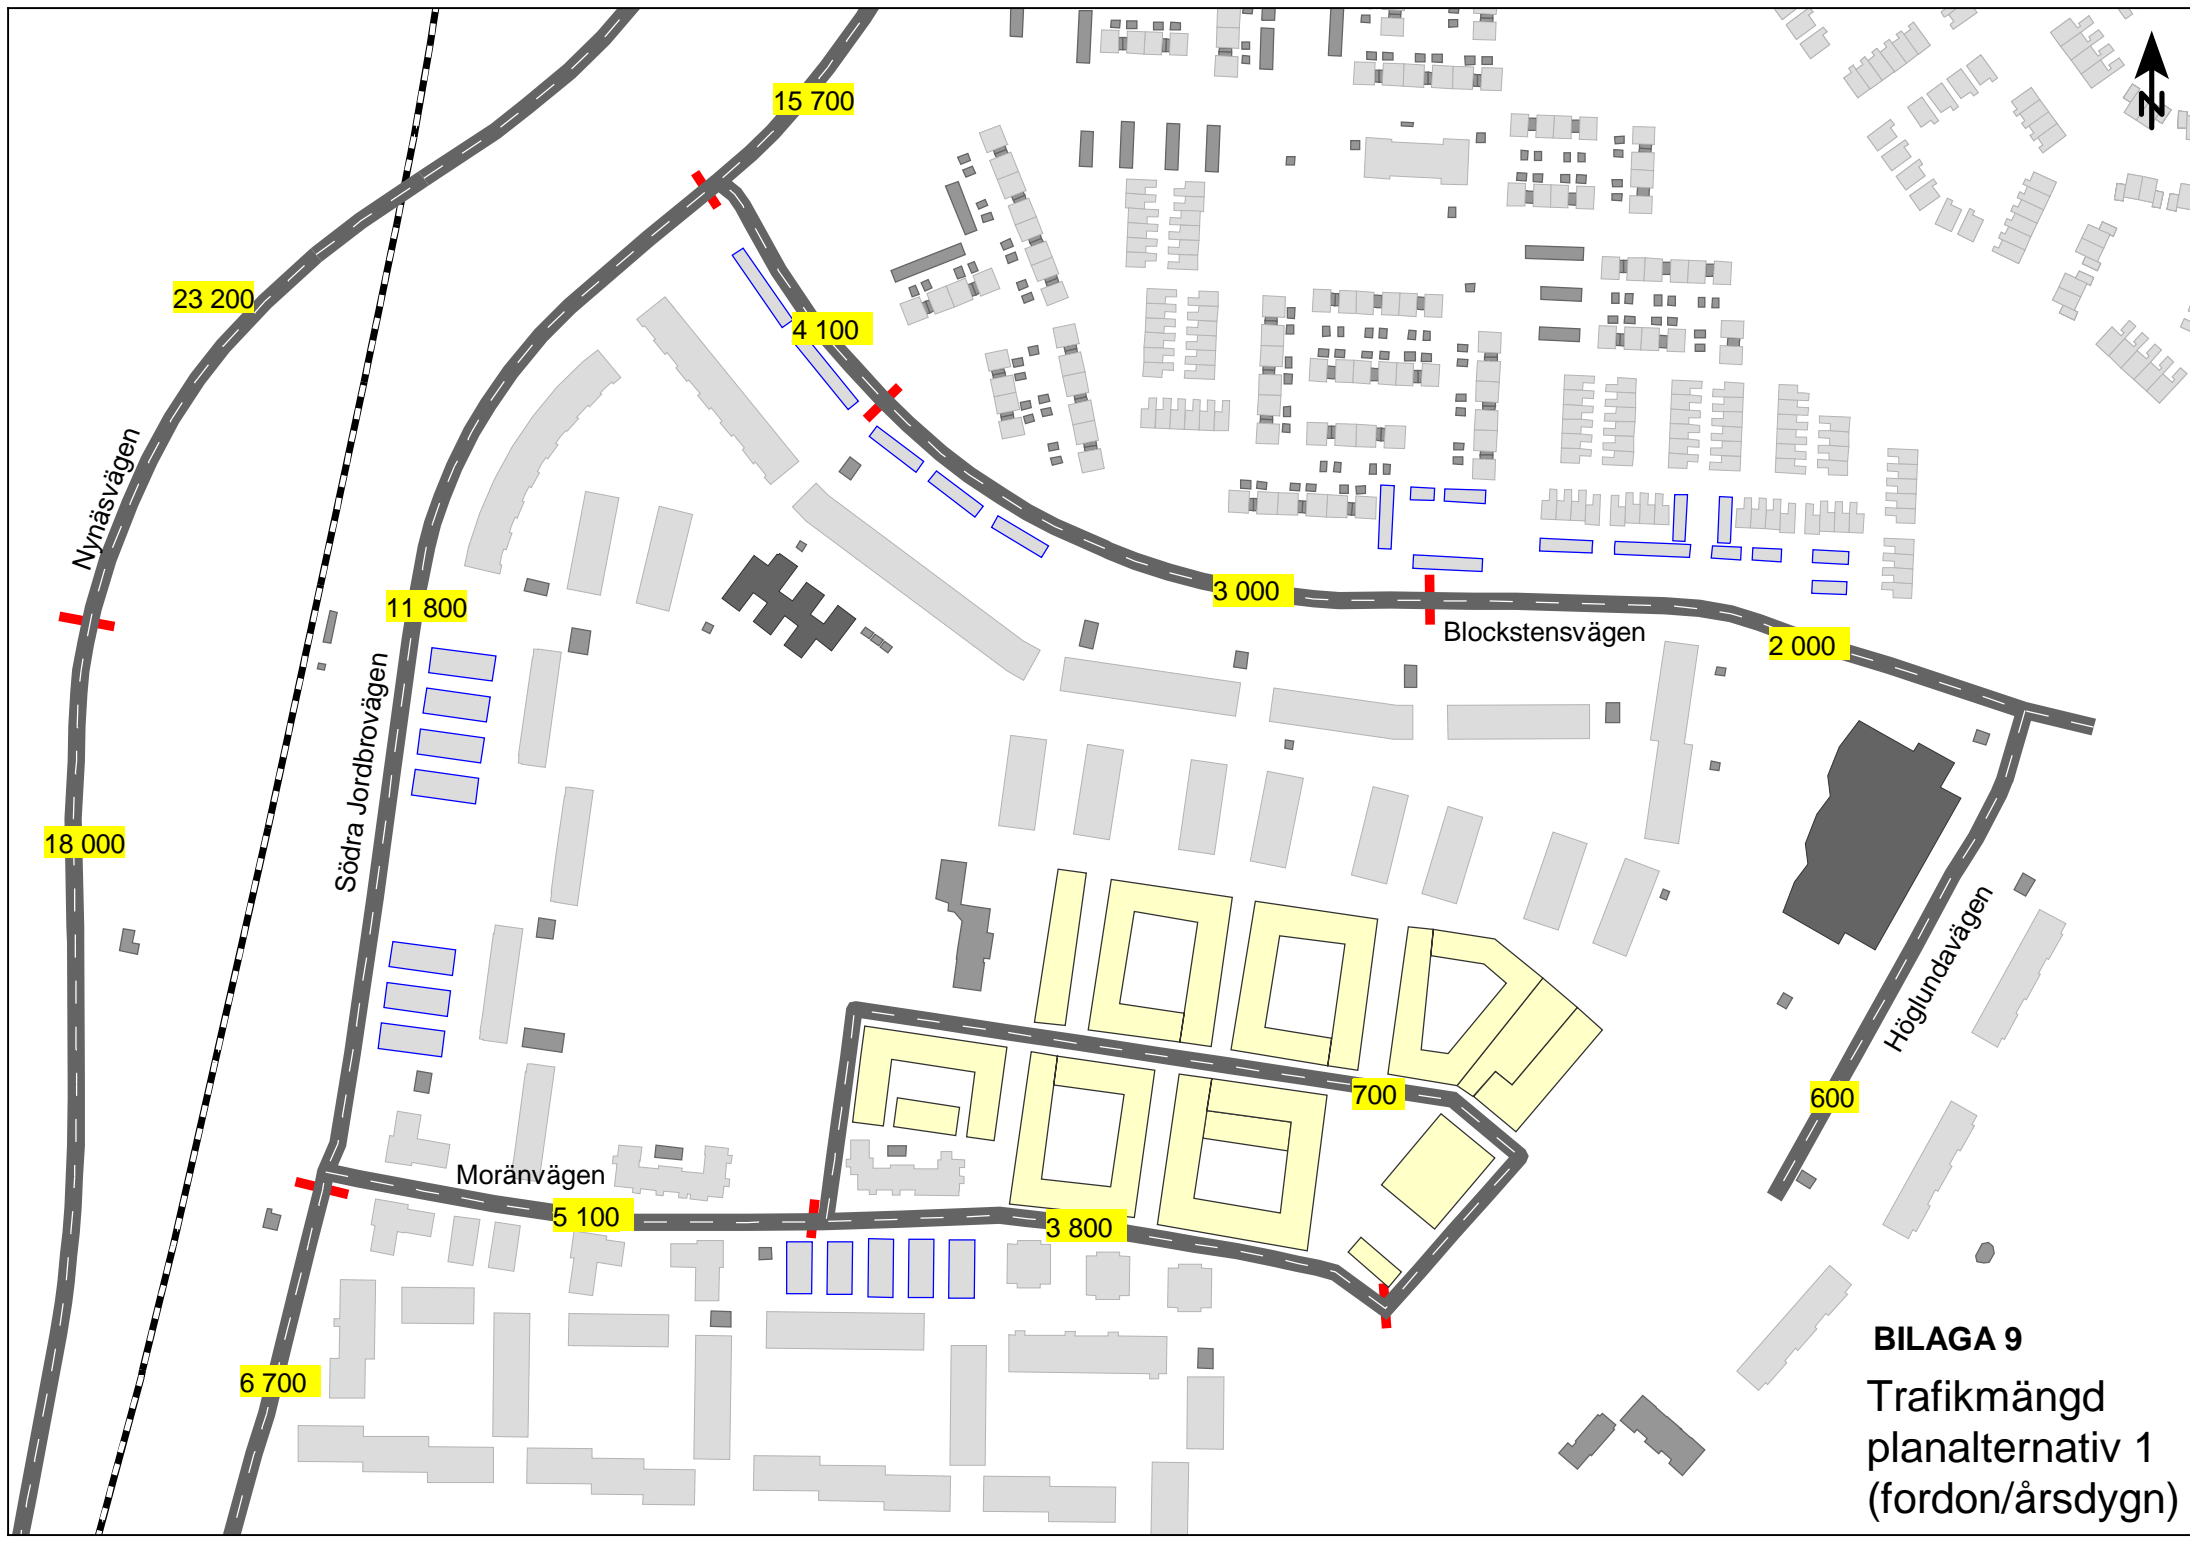 15 700
N
23 200
4 100
Nynäsvägen
11 800
3 000
Blockstensvägen
2 000
Södra Jordbrovägen
18 000
Höglundavägen
700
600
Moränvägen
5 100
3 800
6 700
BILAGA 9
Trafikmängd
planalternativ 1
(fordon/årsdygn)